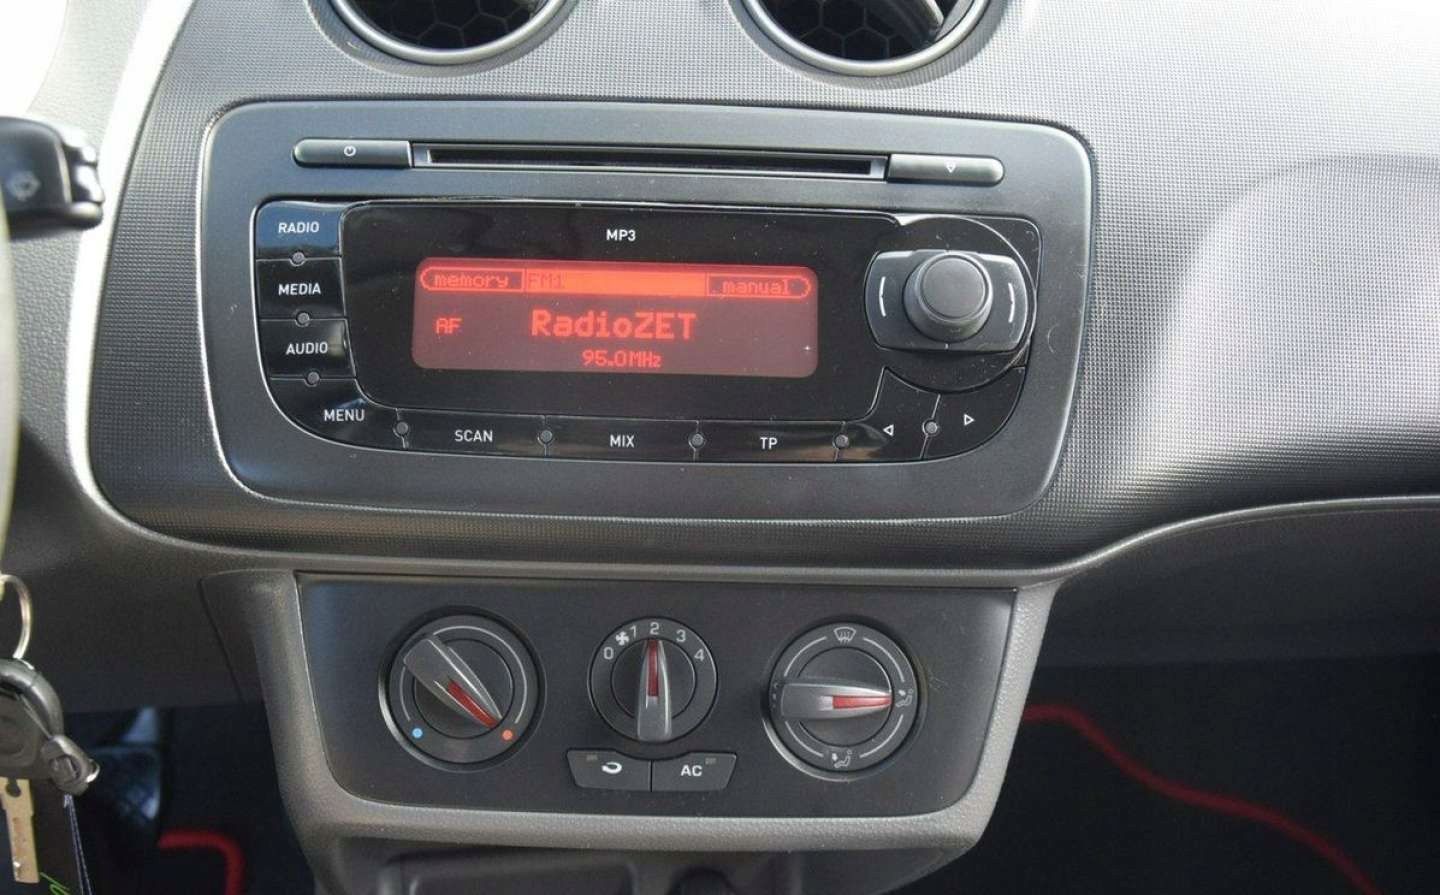 RADIO
MEDIA
AUDIO
MENU
MP3
memory FM1 manual
AF RadioZET
95.0MHz
SCAN MIX TP
0 1 2 3 4
AC